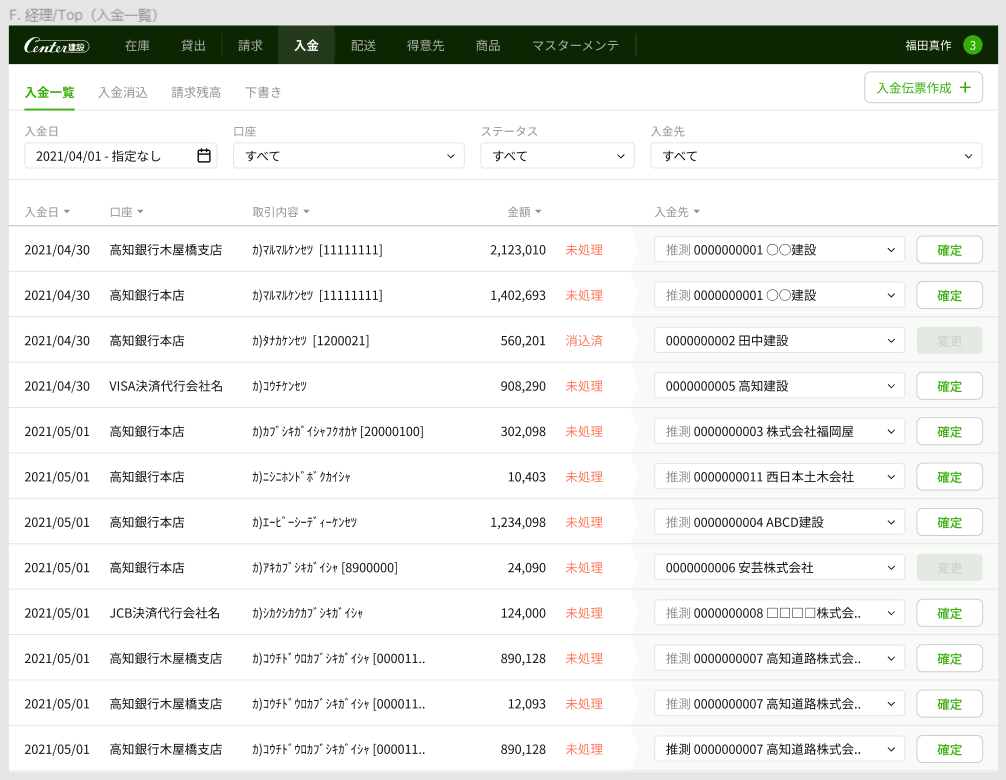 F. 経理/Top（入金一覧）
Center建設 在庫 貸出 請求 入金 配送 得意先 商品 マスターメンテ 福田真作 3
入金一覧 入金消込 請求残高 下書き 入金伝票作成 +
入金日 口座 ステータス 入金先
2021/04/01 - 指定なし すべて すべて すべて
入金日 口座 取引内容 金額 入金先
2021/04/30 高知銀行木屋橋支店 ｶ)ﾏﾙﾏﾙｹﾝｾﾂ [11111111] 2,123,010 未処理 推測 0000000001 〇〇建設 確定
2021/04/30 高知銀行本店 ｶ)ﾏﾙﾏﾙｹﾝｾﾂ [11111111] 1,402,693 未処理 推測 0000000001 〇〇建設 確定
2021/04/30 高知銀行本店 ｶ)ﾀﾅｶｹﾝｾﾂ [1200021] 560,201 消込済 0000000002 田中建設 変更
2021/04/30 VISA決済代行会社名 ｶ)ｺｳﾁｹﾝｾﾂ 908,290 未処理 0000000005 高知建設 確定
2021/05/01 高知銀行本店 ｶ)ｶﾌﾞｼｷｶﾞｲｼｬﾌｸｵｶﾔ [20000100] 302,098 未処理 推測 0000000003 株式会社福岡屋 確定
2021/05/01 高知銀行本店 ｶ)ﾆｼﾆﾎﾝﾄﾞﾎﾞｸｶｲｼｬ 10,403 未処理 推測 0000000011 西日本土木会社 確定
2021/05/01 高知銀行本店 ｶ)ｴｰﾋﾞｰｼｰﾃﾞｨｰｹﾝｾﾂ 1,234,098 未処理 推測 0000000004 ABCD建設 確定
2021/05/01 高知銀行本店 ｶ)ｱｷｶﾌﾞｼｷｶﾞｲｼｬ [8900000] 24,090 未処理 0000000006 安芸株式会社 変更
2021/05/01 JCB決済代行会社名 ｶ)ｼｶｸｼｶｸｶﾌﾞｼｷｶﾞｲｼｬ 124,000 未処理 推測 0000000008 □□□□株式会.. 確定
2021/05/01 高知銀行木屋橋支店 ｶ)ｺｳﾁﾄﾞｳﾛｶﾌﾞｼｷｶﾞｲｼｬ [000011.. 890,128 未処理 推測 0000000007 高知道路株式会.. 確定
2021/05/01 高知銀行木屋橋支店 ｶ)ｺｳﾁﾄﾞｳﾛｶﾌﾞｼｷｶﾞｲｼｬ [000011.. 12,093 未処理 推測 0000000007 高知道路株式会.. 確定
2021/05/01 高知銀行木屋橋支店 ｶ)ｺｳﾁﾄﾞｳﾛｶﾌﾞｼｷｶﾞｲｼｬ [000011.. 890,128 未処理 推測 0000000007 高知道路株式会.. 確定